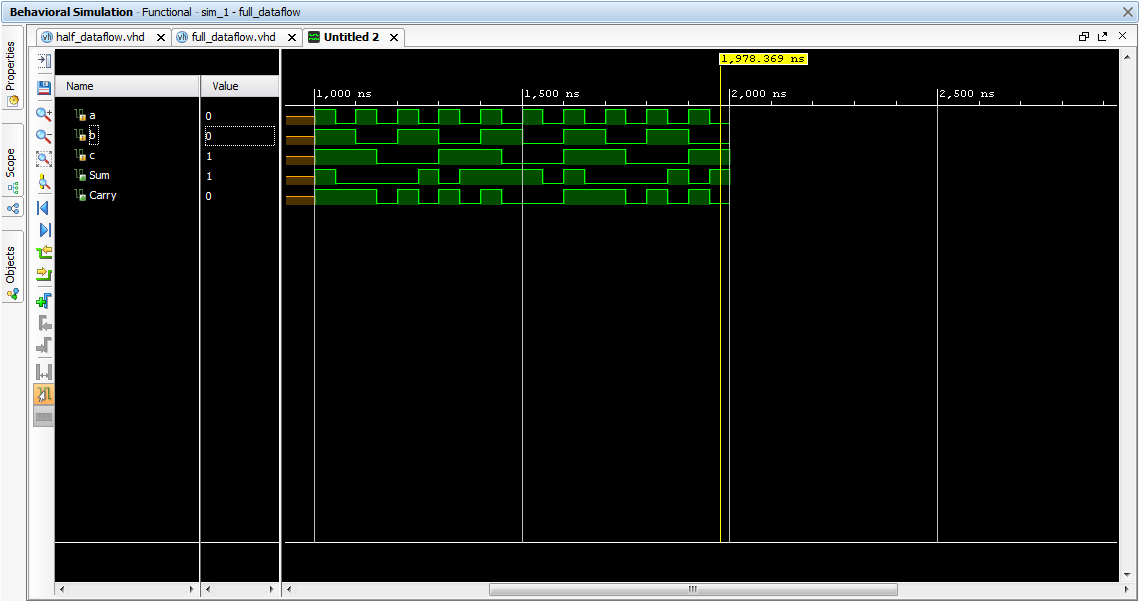 Behavioral Simulation - Functional - sim_1 - full_dataflow
Properties
Scope
Objects
half_dataflow.vhd
full_dataflow.vhd
Untitled 2
Name
Value
a
0
b
0
c
1
Sum
1
Carry
0
1,978.369 ns
1,000 ns
1,500 ns
2,000 ns
2,500 ns